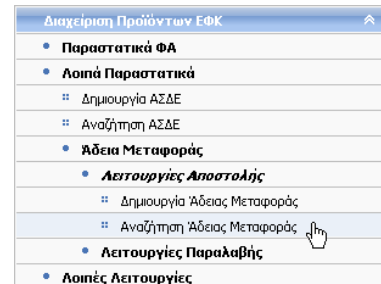 Διαχείριση Προϊόντων ΕΦΚ
Παραστατικά ΦΑ
Λοιπά Παραστατικά
Δημιουργία ΑΣΔΕ
Αναζήτηση ΑΣΔΕ
Άδεια Μεταφοράς
Λειτουργίες Αποστολής
Δημιουργία Άδειας Μεταφοράς
Αναζήτηση Άδειας Μεταφοράς
Λειτουργίες Παραλαβής
Λοιπές Λειτουργίες